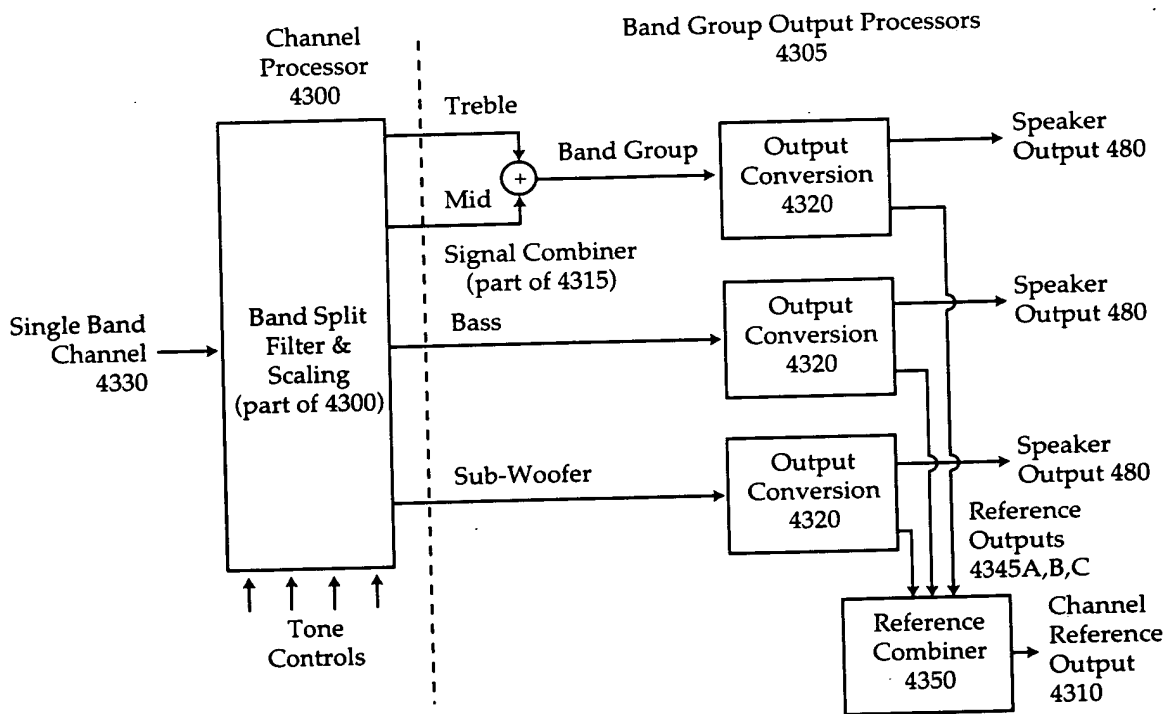 Channel
Processor
4300
Band Group Output Processors
4305
Treble
Mid
+
Band Group
Signal Combiner
(part of 4315)
Output
Conversion
4320
Speaker
Output 480
Single Band
Channel
4330
Band Split
Filter &
Scaling
(part of 4300)
Bass
Output
Conversion
4320
Speaker
Output 480
Sub-Woofer
Output
Conversion
4320
Speaker
Output 480
Reference
Outputs
4345A,B,C
Tone
Controls
Reference
Combiner
4350
Channel
Reference
Output
4310